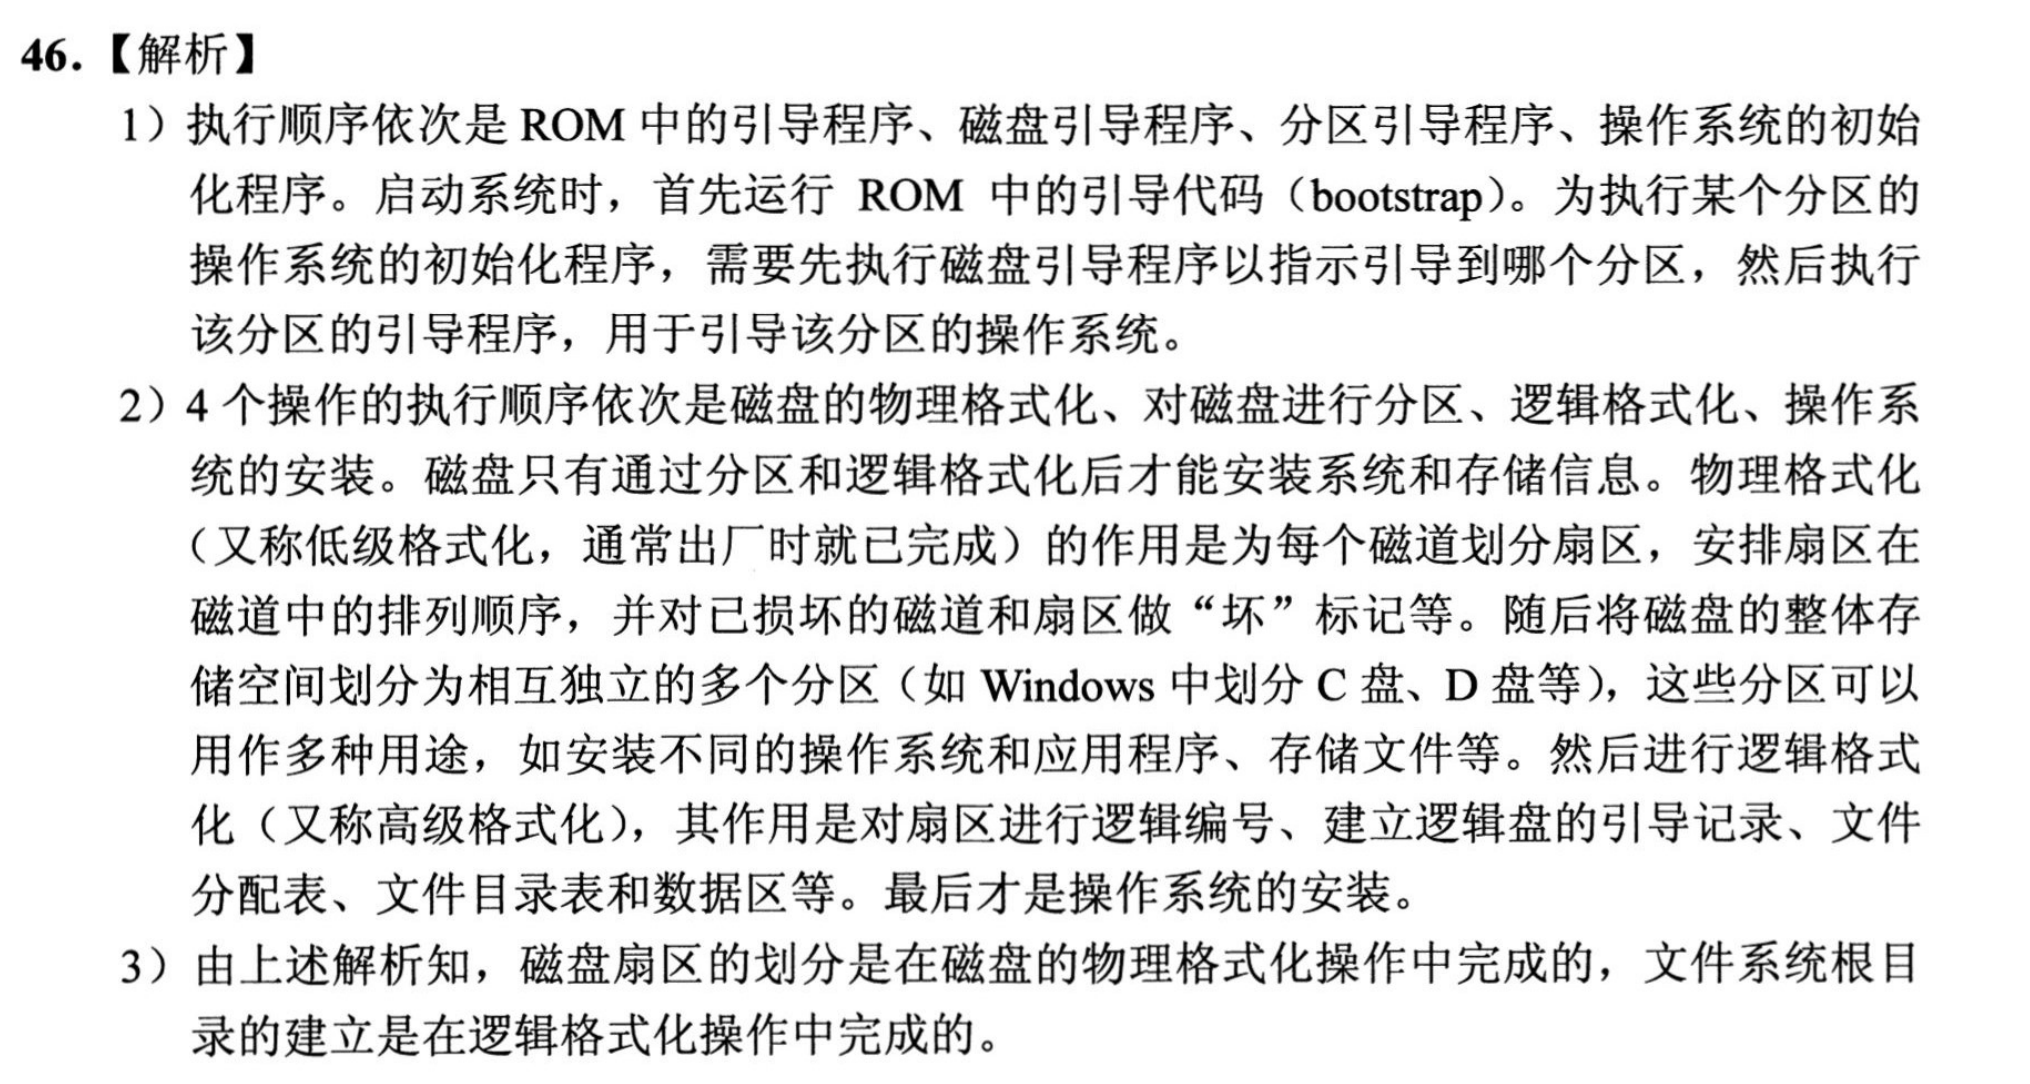 46.【解析】
1）执行顺序依次是 ROM 中的引导程序、磁盘引导程序、分区引导程序、操作系统的初始
化程序。启动系统时，首先运行 ROM 中的引导代码（bootstrap）。为执行某个分区的
操作系统的初始化程序，需要先执行磁盘引导程序以指示引导到哪个分区，然后执行
该分区的引导程序，用于引导该分区的操作系统。
2）4 个操作的执行顺序依次是磁盘的物理格式化、对磁盘进行分区、逻辑格式化、操作系
统的安装。磁盘只有通过分区和逻辑格式化后才能安装系统和存储信息。物理格式化
（又称低级格式化，通常出厂时就已完成）的作用是为每个磁道划分扇区，安排扇区在
磁道中的排列顺序，并对已损坏的磁道和扇区做“坏”标记等。随后将磁盘的整体存
储空间划分为相互独立的多个分区（如 Windows 中划分 C 盘、D 盘等），这些分区可以
用作多种用途，如安装不同的操作系统和应用程序、存储文件等。然后进行逻辑格式
化（又称高级格式化），其作用是对扇区进行逻辑编号、建立逻辑盘的引导记录、文件
分配表、文件目录表和数据区等。最后才是操作系统的安装。
3）由上述解析知，磁盘扇区的划分是在磁盘的物理格式化操作中完成的，文件系统根目
录的建立是在逻辑格式化操作中完成的。